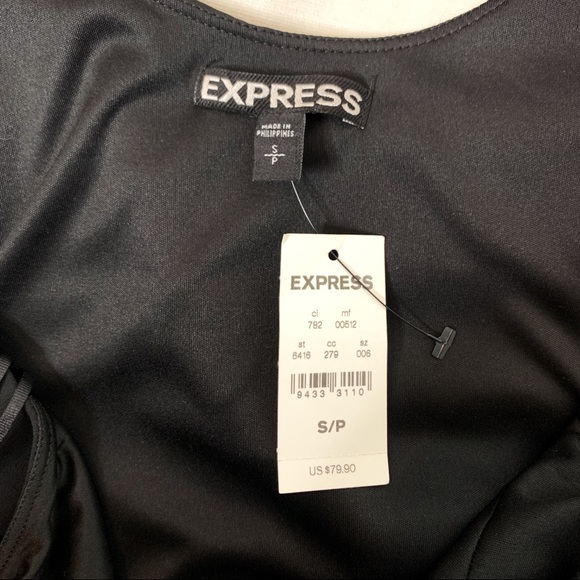 EXPRESS
MADE IN
PHILIPPINES
S
P
EXPRESS
cl mf
782 00512
st cc sz
6416 279 006
9433 3110
S/P
US $79.90